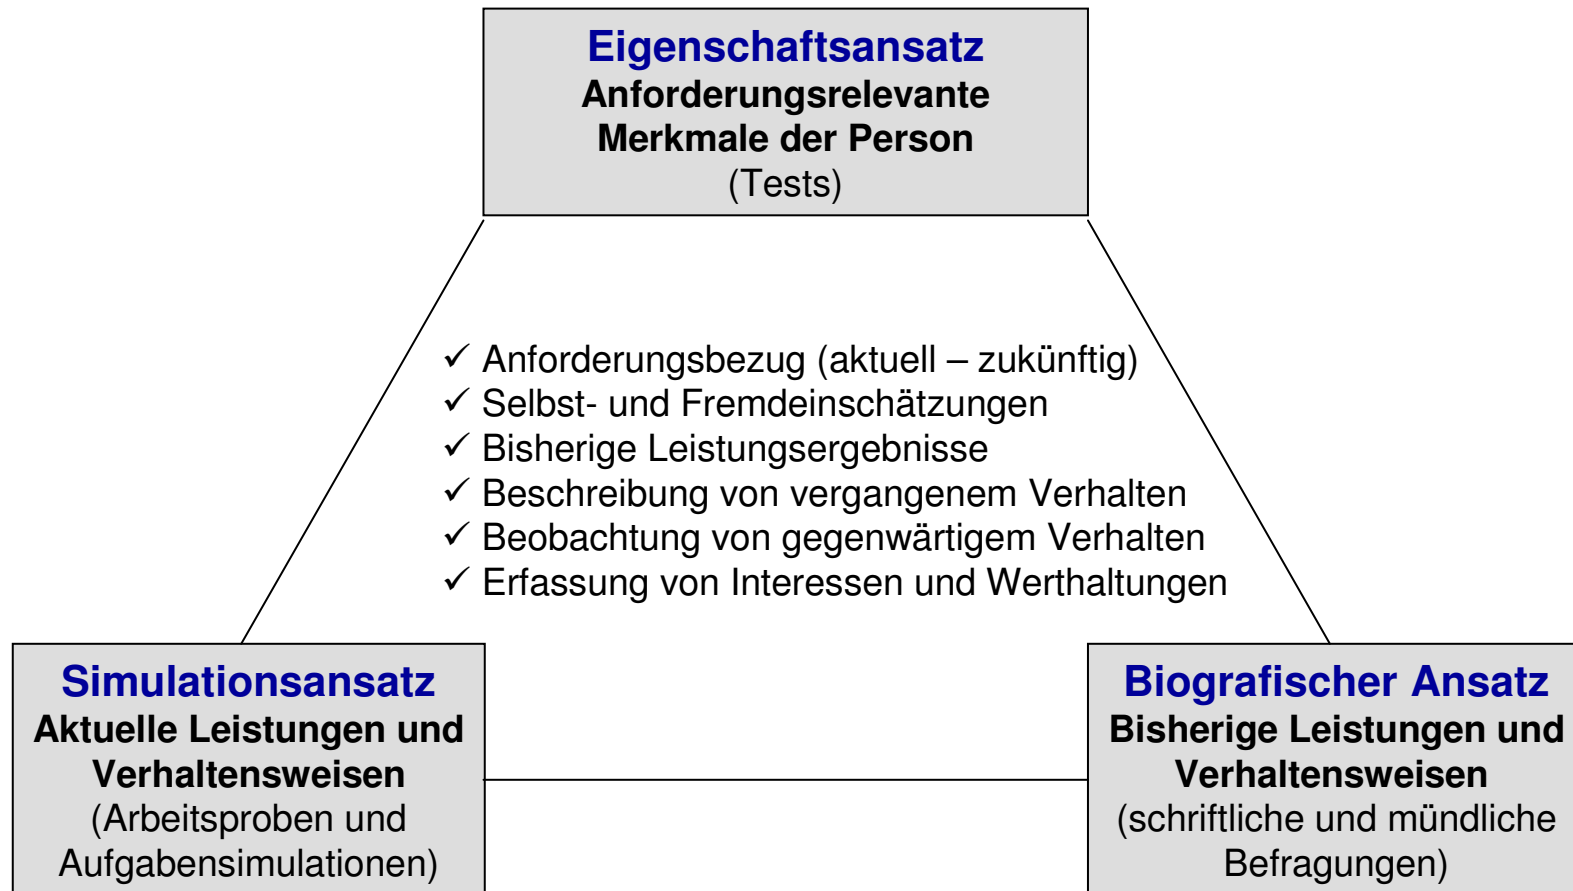 Eigenschaftsansatz
Anforderungsrelevante
Merkmale der Person
(Tests)
✓ Anforderungsbezug (aktuell – zukünftig)
✓ Selbst- und Fremdeinschätzungen
✓ Bisherige Leistungsergebnisse
✓ Beschreibung von vergangenem Verhalten
✓ Beobachtung von gegenwärtigem Verhalten
✓ Erfassung von Interessen und Werthaltungen
Simulationsansatz
Aktuelle Leistungen und
Verhaltensweisen
(Arbeitsproben und
Aufgabensimulationen)
Biografischer Ansatz
Bisherige Leistungen und
Verhaltensweisen
(schriftliche und mündliche
Befragungen)